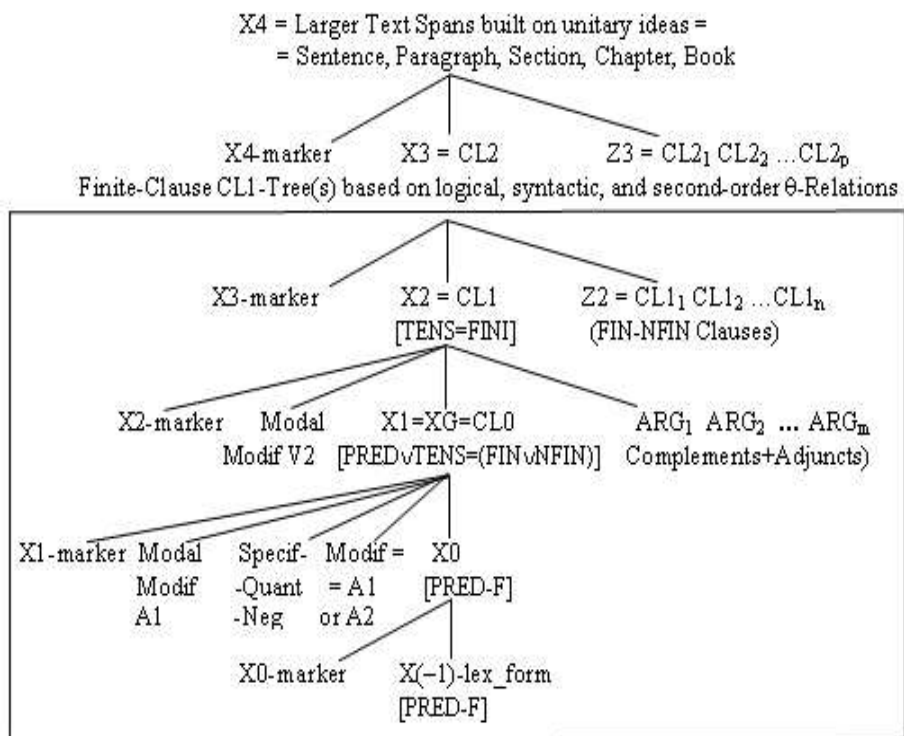 X4 = Larger Text Spans built on unitary ideas =
= Sentence, Paragraph, Section, Chapter, Book
X4-marker X3 = CL2 Z3 = CL2₁ CL2₂ ...CL2ₚ
Finite-Clause CL1-Tree(s) based on logical, syntactic, and second-order θ-Relations
X3-marker X2 = CL1 Z2 = CL1₁ CL1₂ ...CL1ₙ
[TENS=FINI] (FIN-NFIN Clauses)
X2-marker Modal X1=XG=CL0 ARG₁ ARG₂ ... ARGₘ
Modif V2 [PRED∨TENS=(FIN∨NFIN)] Complements+Adjuncts)
X1-marker Modal Specif- Modif = X0
Modif -Quant = A1 [PRED-F]
A1 -Neg or A2
X0-marker X(−1)-lex_form
[PRED-F]